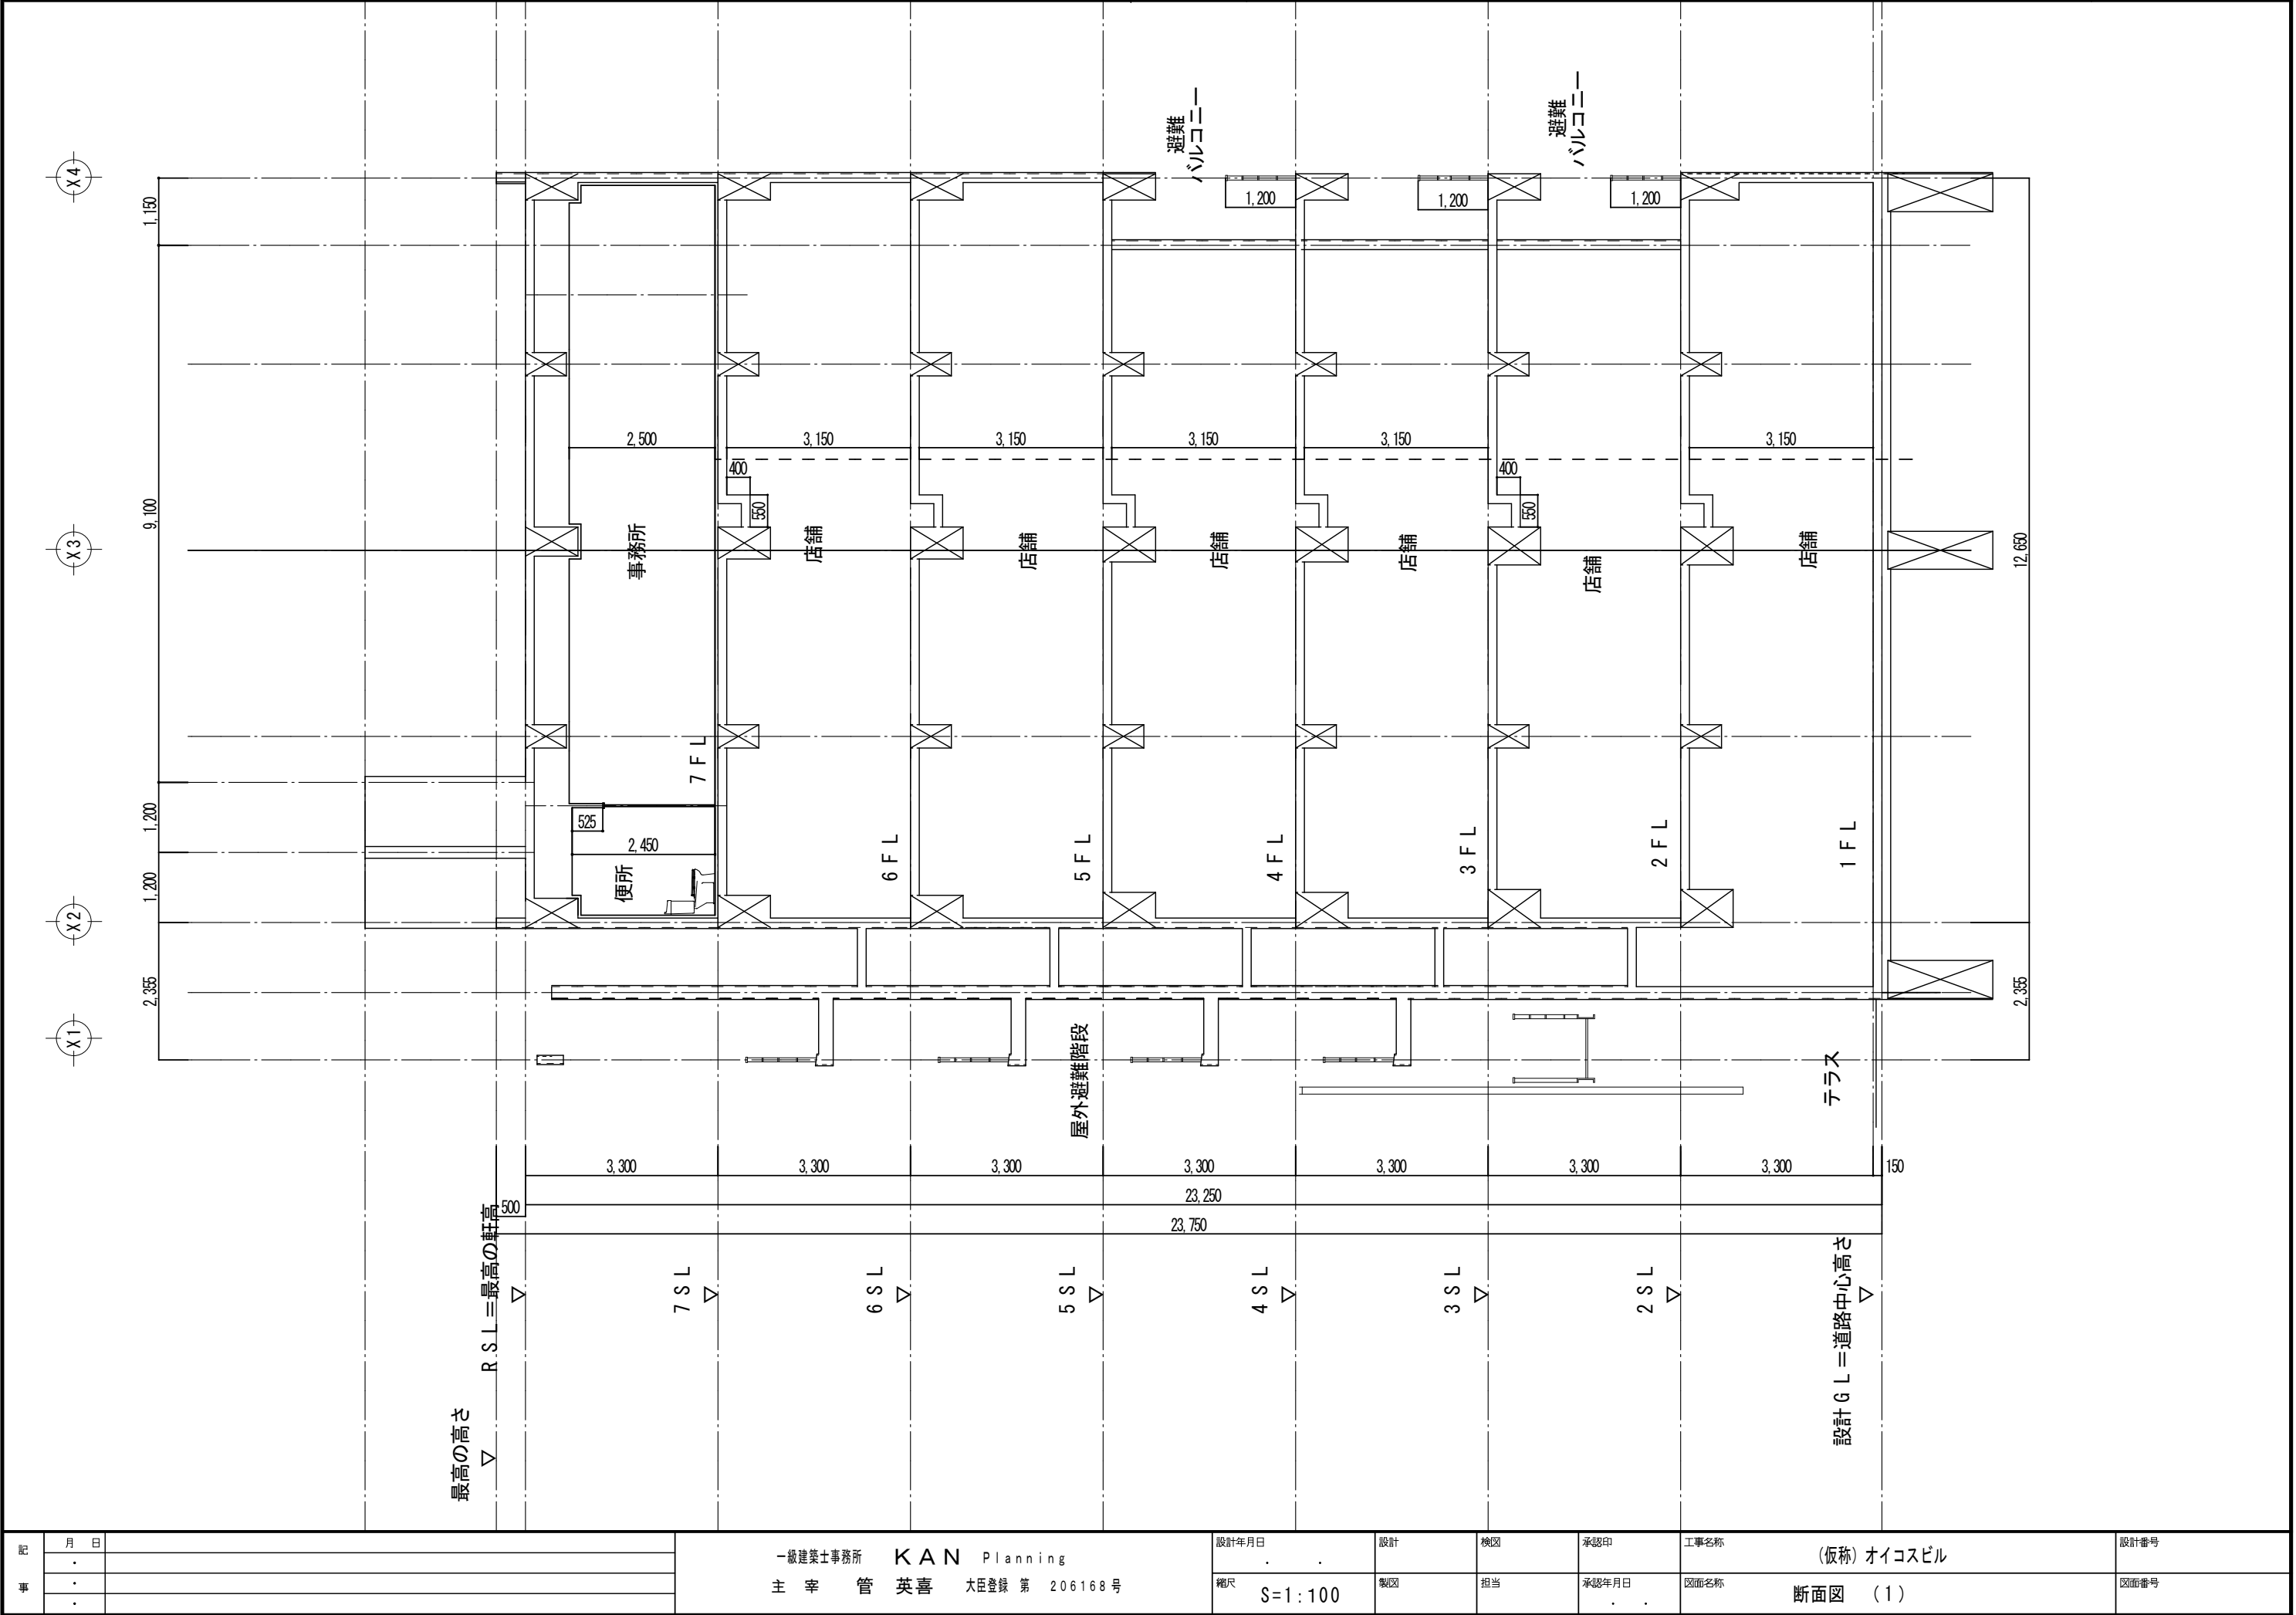 X4
X3
X2
X1
1,150
9,100
1,200
1,200
2,355
避難
バルコニー
避難
バルコニー
1,200
1,200
1,200
2,500
3,150
3,150
3,150
3,150
3,150
400
550
400
550
事務所
店舗
店舗
店舗
店舗
店舗
店舗
12,650
2,355
525
2,450
便所
7FL
6FL
5FL
4FL
3FL
2FL
1FL
屋外避難階段
テラス
3,300
3,300
3,300
3,300
3,300
3,300
3,300
150
500
23,250
23,750
最高の高さ
RSL=最高の軒高
7SL
6SL
5SL
4SL
3SL
2SL
設計GL=道路中心高さ
記事
月 日
・
・
・
一級建築士事務所 KAN Planning
主宰 管 英喜 大臣登録 第 206168号
設計年月日
. .
縮尺 S=1:100
設計
製図
検図
担当
承認印
承認年月日
. .
工事名称 (仮称) オイコスビル
図面名称 断面図 (1)
設計番号
図面番号